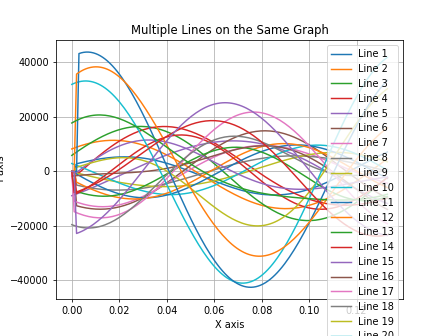 Multiple Lines on the Same Graph
40000
20000
0
−20000
−40000
0.00
0.02
0.04
0.06
0.08
0.10
X axis
Line 1
Line 2
Line 3
Line 4
Line 5
Line 6
Line 7
Line 8
Line 9
Line 10
Line 11
Line 12
Line 13
Line 14
Line 15
Line 16
Line 17
Line 18
Line 19
Line 20